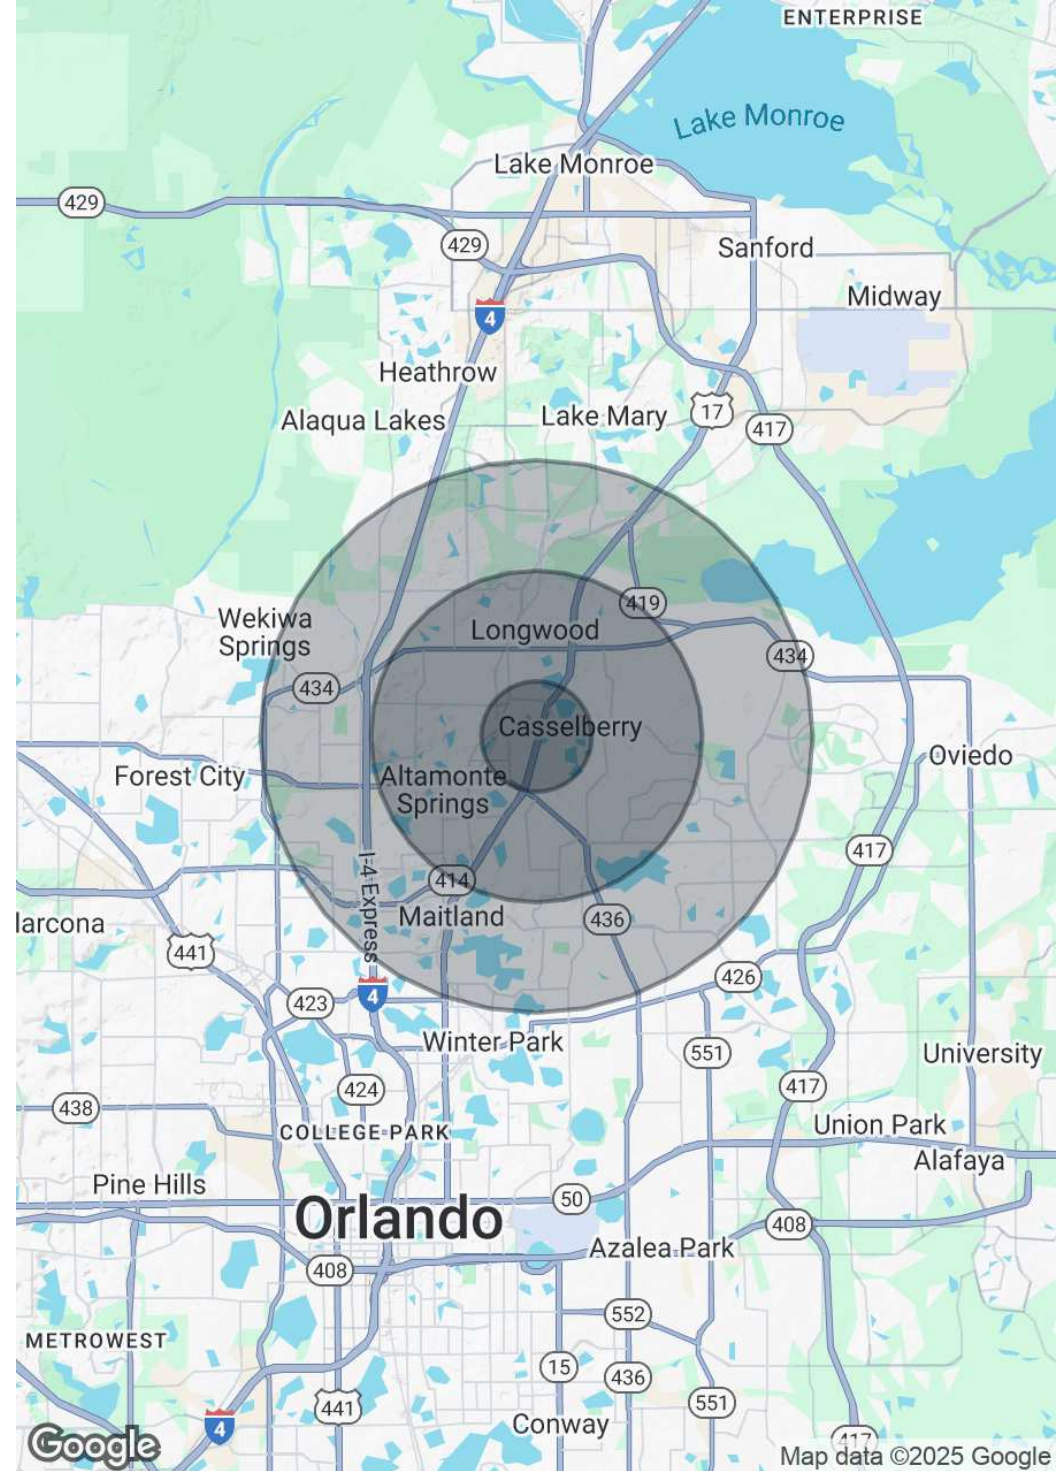 ENTERPRISE
Lake Monroe
Lake Monroe
429
Sanford
429
Midway
4
Heathrow
Lake Mary
17
Alaqua Lakes
417
419
Wekiwa
Springs
Longwood
434
434
Casselberry
Oviedo
Forest City
Altamonte
Springs
417
I-4 Express
414
Maitland
436
larcona
441
426
4
423
Winter Park
551
University
417
424
438
Union Park
COLLEGE PARK
Alafaya
Pine Hills
50
Orlando
408
Azalea Park
408
552
METROWEST
15
436
551
441
Conway
4
417
Google
Map data ©2025 Google